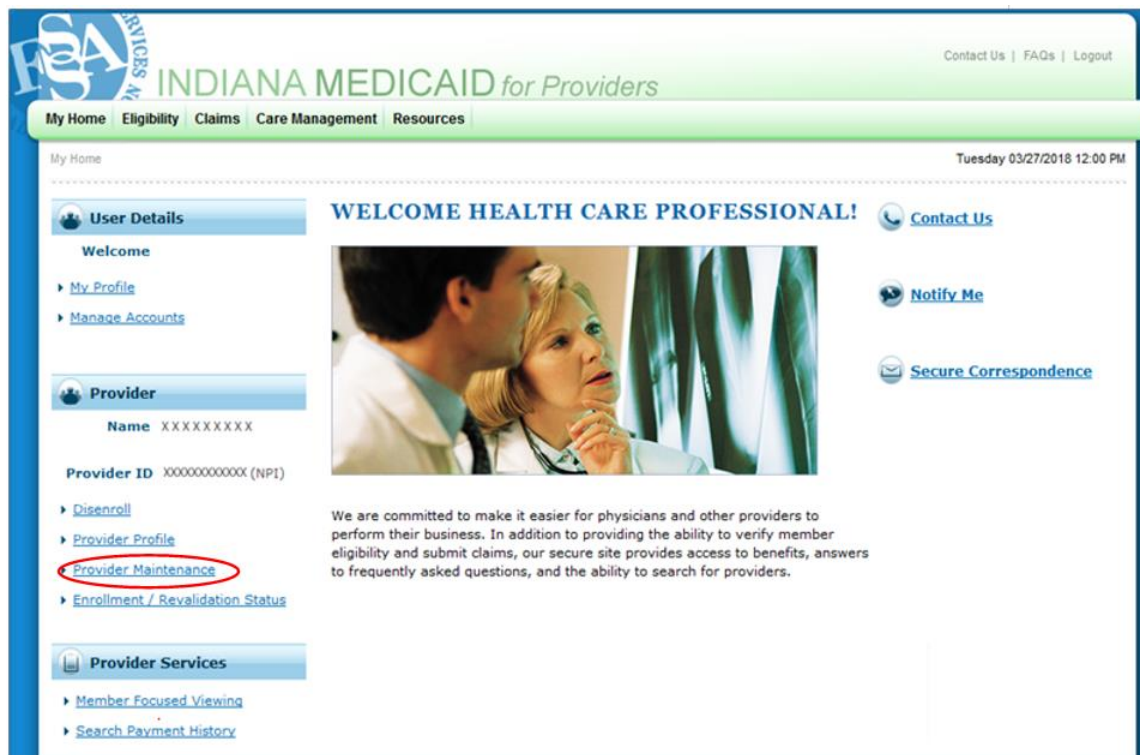 FSSA
SERVICES
INDIANA MEDICAID for Providers
Contact Us | FAQs | Logout
My Home Eligibility Claims Care Management Resources
My Home
Tuesday 03/27/2018 12:00 PM
User Details
Welcome
My Profile
Manage Accounts
Provider
Name XXXXXXXXX
Provider ID XXXXXXXXXXXX (NPI)
Disenroll
Provider Profile
Provider Maintenance
Enrollment / Revalidation Status
Provider Services
Member Focused Viewing
Search Payment History
WELCOME HEALTH CARE PROFESSIONAL!
We are committed to make it easier for physicians and other providers to
perform their business. In addition to providing the ability to verify member
eligibility and submit claims, our secure site provides access to benefits, answers
to frequently asked questions, and the ability to search for providers.
Contact Us
Notify Me
Secure Correspondence